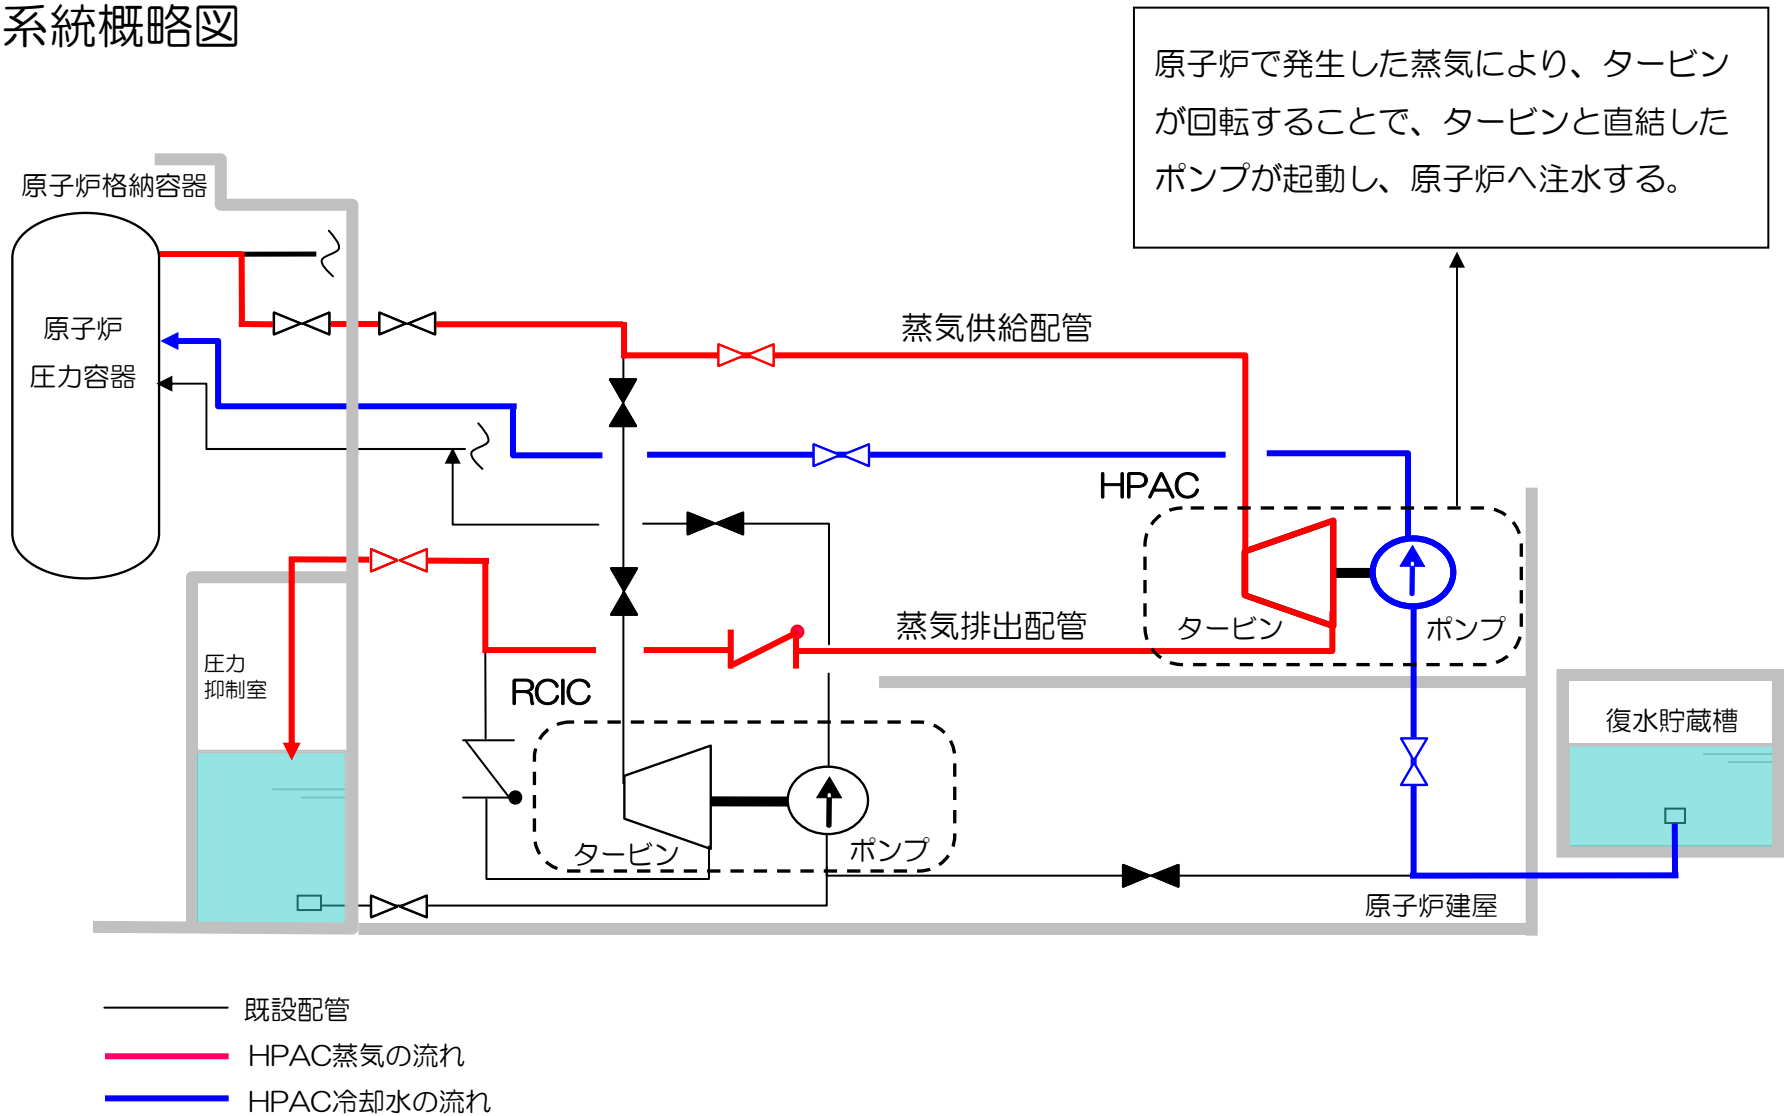 系統概略図
原子炉で発生した蒸気により、タービン
が回転することで、タービンと直結した
ポンプが起動し、原子炉へ注水する。
原子炉格納容器
原子炉
圧力容器
蒸気供給配管
HPAC
タービン
ポンプ
蒸気排出配管
圧力
抑制室
RCIC
タービン
ポンプ
復水貯蔵槽
原子炉建屋
既設配管
HPAC蒸気の流れ
HPAC冷却水の流れ